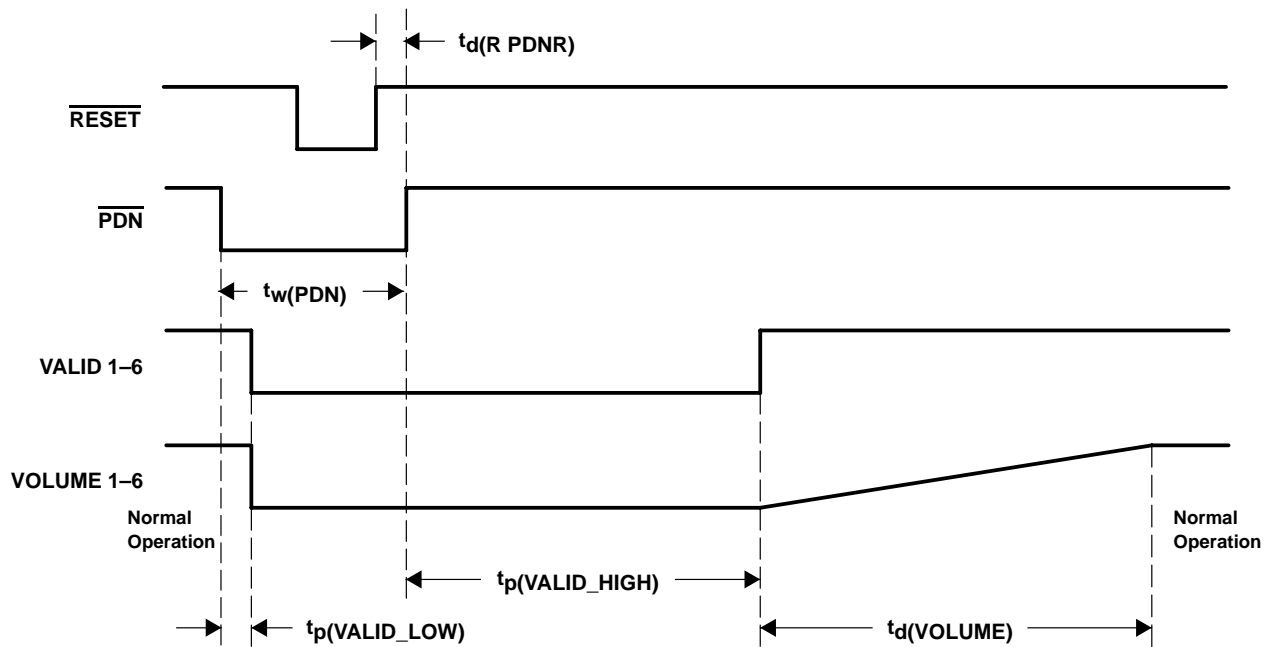 td(R PDNR)
RESET
PDN
tw(PDN)
VALID 1–6
VOLUME 1–6
Normal
Operation
Normal
Operation
tp(VALID_HIGH)
tp(VALID_LOW)
td(VOLUME)